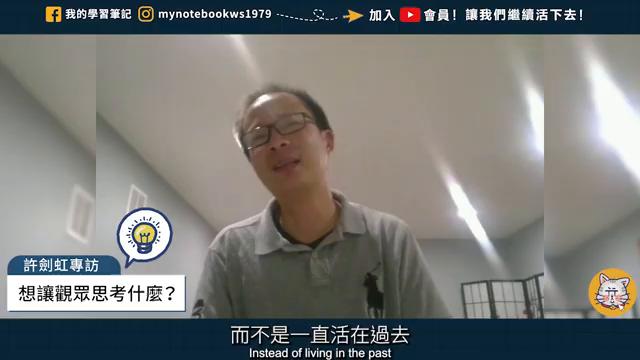 我的學習筆記 mynotebookws1979 加入 會員！讓我們繼續活下去！
許劍虹專訪
想讓觀眾思考什麼？
而不是一直活在過去
Instead of living in the past